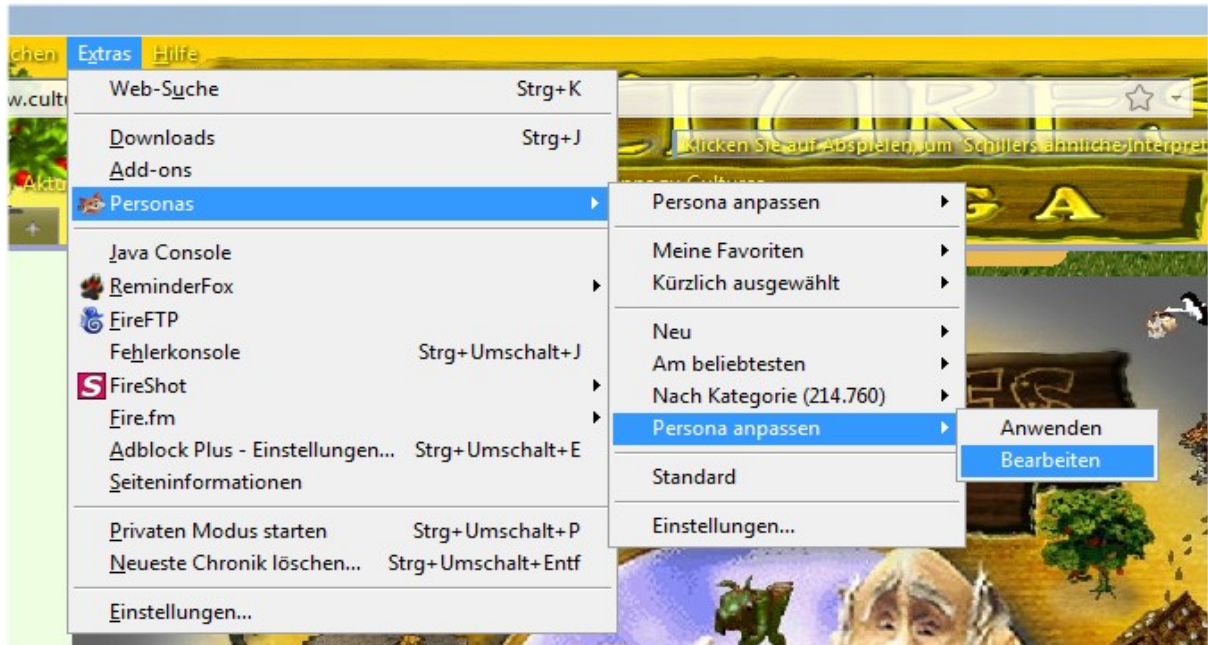 Extras Hilfe
Web-Suche Strg+K
Downloads Strg+J
Klicken Sie auf Abspielen, um Schillers ähnliche Interpret
Add-ons
Personas
Java Console
ReminderFox
FireFTP
Fehlerkonsole Strg+Umschalt+J
FireShot
Fire.fm
Adblock Plus - Einstellungen... Strg+Umschalt+E
Seiteninformationen
Privaten Modus starten Strg+Umschalt+P
Neueste Chronik löschen... Strg+Umschalt+Entf
Einstellungen...
Persona anpassen
Meine Favoriten
Kürzlich ausgewählt
Neu
Am beliebtesten
Nach Kategorie (214.760)
Persona anpassen
Standard
Einstellungen...
Anwenden
Bearbeiten